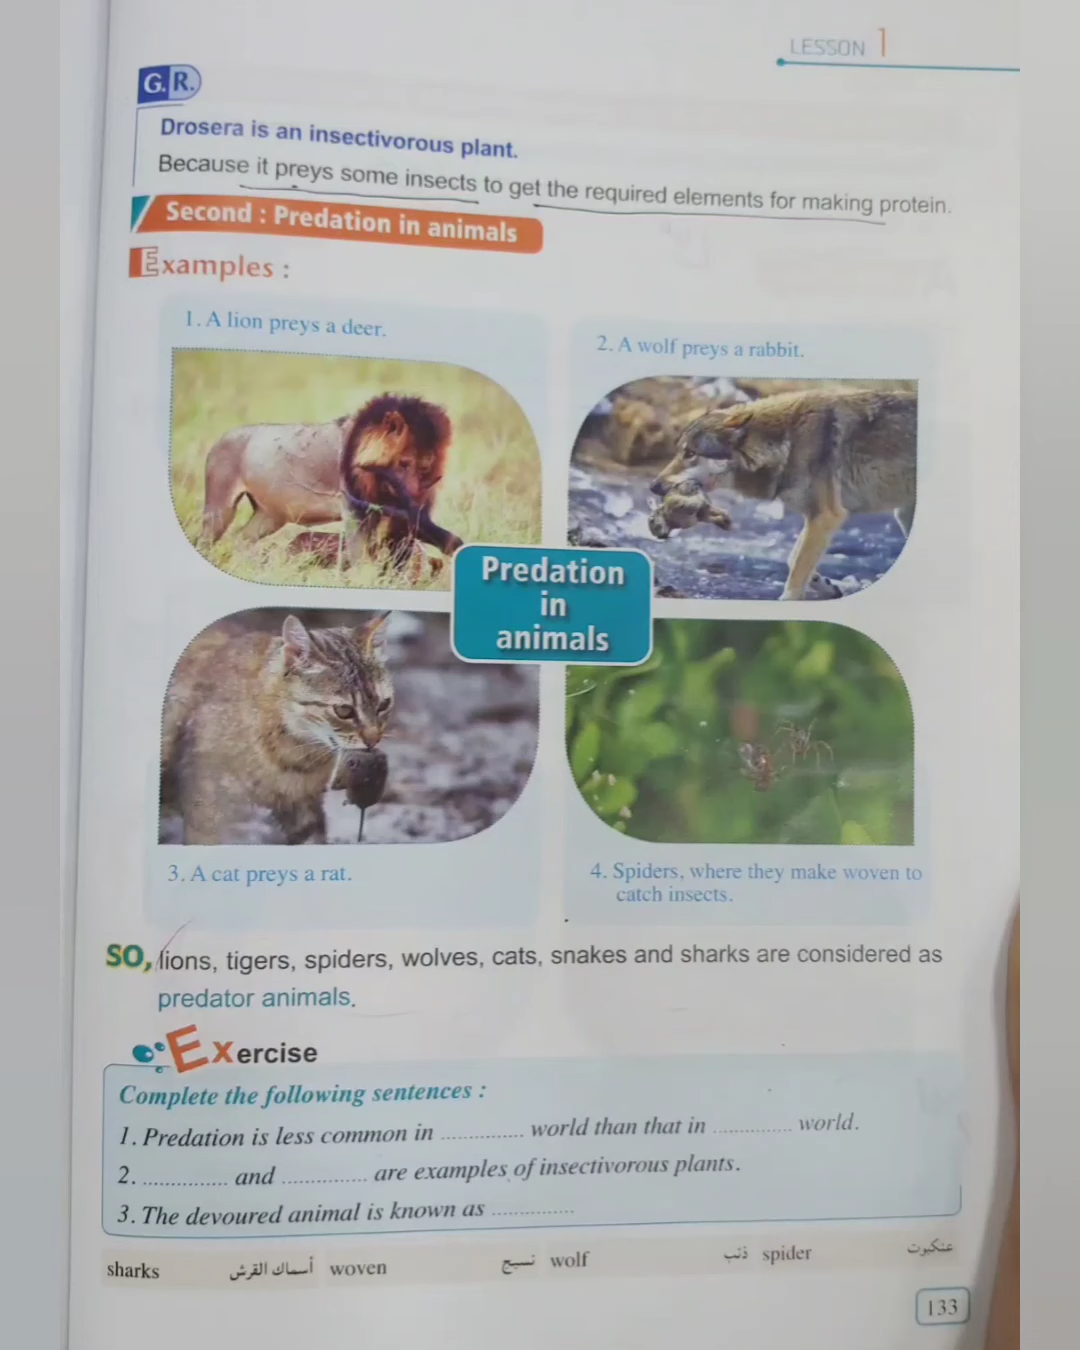 LESSON 1
G.R.
Drosera is an insectivorous plant.
Because it preys some insects to get the required elements for making protein.
Second : Predation in animals
Examples :
1. A lion preys a deer.
2. A wolf preys a rabbit.
Predation
in
animals
3. A cat preys a rat.
4. Spiders, where they make woven to
catch insects.
SO, lions, tigers, spiders, wolves, cats, snakes and sharks are considered as
predator animals.
Exercise
Complete the following sentences :
1. Predation is less common in .............. world than that in .............. world.
2. .............. and .............. are examples of insectivorous plants.
3. The devoured animal is known as ..............
sharks أسماك القرش woven نسيج wolf ذئب spider عنكبوت
133